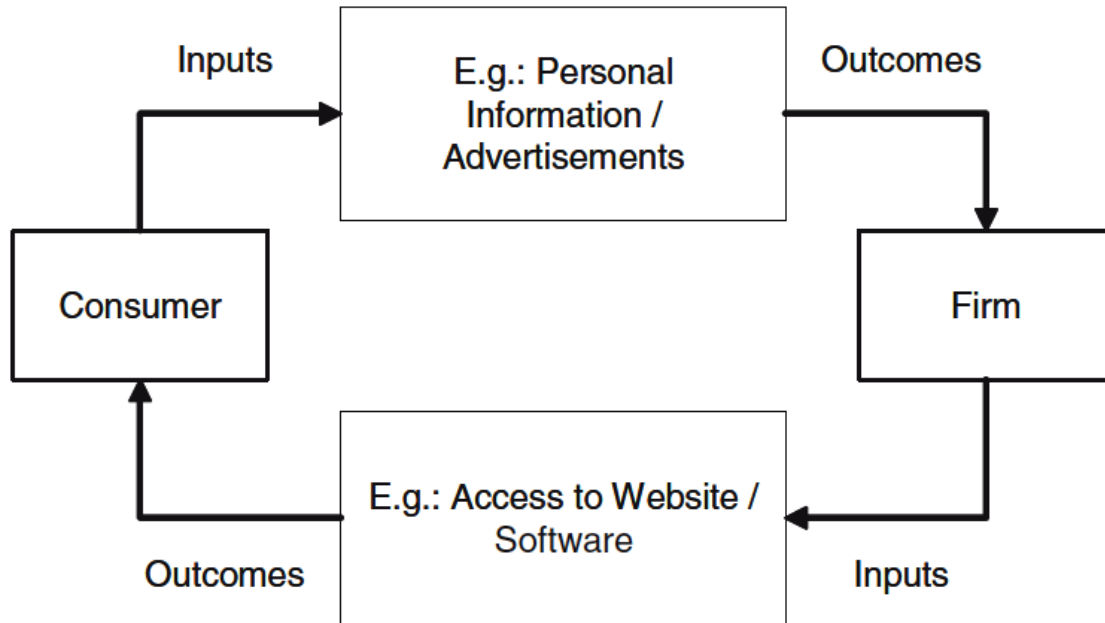 Inputs
E.g.: Personal
Information /
Advertisements
Outcomes
Consumer
Firm
E.g.: Access to Website /
Software
Outcomes
Inputs